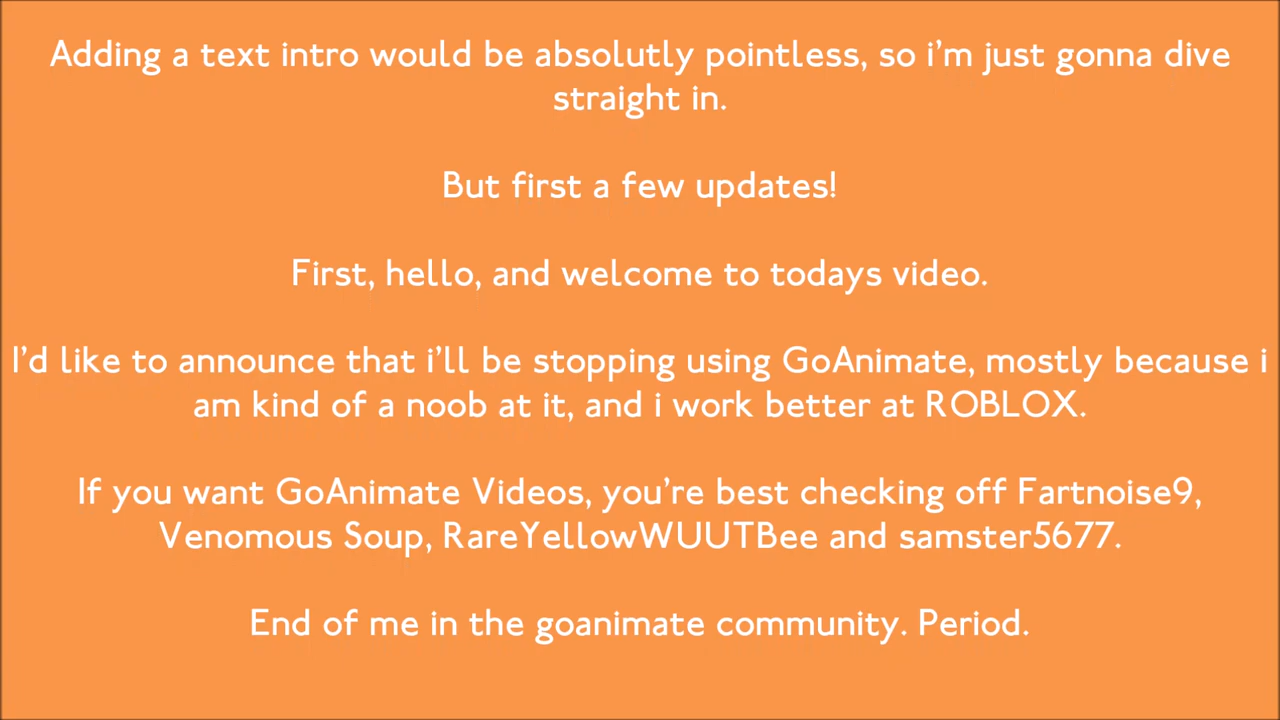 Adding a text intro would be absolutly pointless, so i'm just gonna dive
straight in.
But first a few updates!
First, hello, and welcome to todays video.
I'd like to announce that i'll be stopping using GoAnimate, mostly because i
am kind of a noob at it, and i work better at ROBLOX.
If you want GoAnimate Videos, you're best checking off Fartnoise9,
Venomous Soup, RareYellowWUUTBee and samster5677.
End of me in the goanimate community. Period.